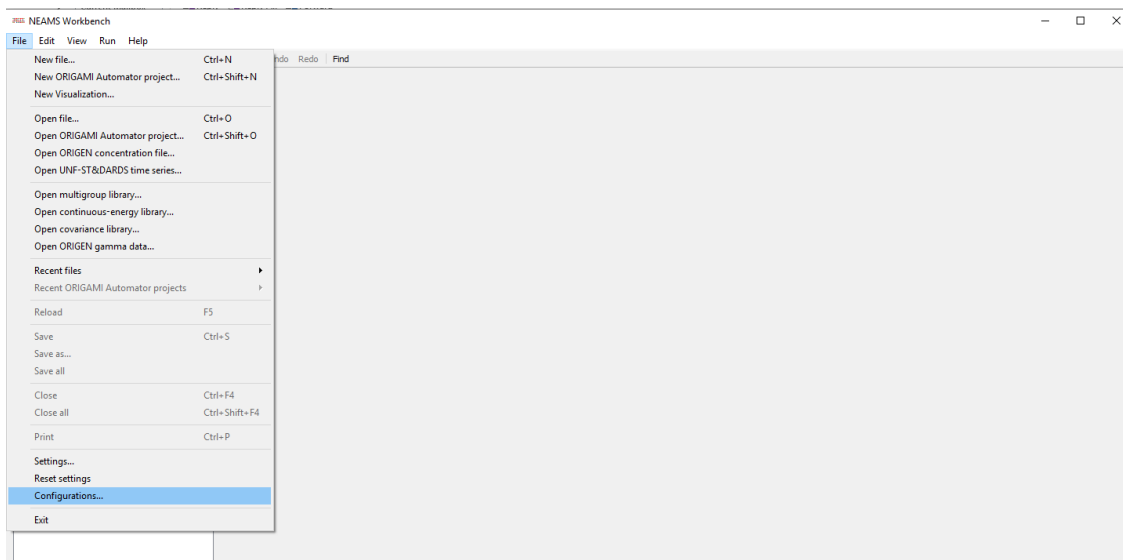 NEAMS Workbench
File Edit View Run Help
New file... Ctrl+N
New ORIGAMI Automator project... Ctrl+Shift+N
New Visualization...
Open file... Ctrl+O
Open ORIGAMI Automator project... Ctrl+Shift+O
Open ORIGEN concentration file...
Open UNF-ST&DARDS time series...
Open multigroup library...
Open continuous-energy library...
Open covariance library...
Open ORIGEN gamma data...
Recent files
Recent ORIGAMI Automator projects
Reload F5
Save Ctrl+S
Save as...
Save all
Close Ctrl+F4
Close all Ctrl+Shift+F4
Print Ctrl+P
Settings...
Reset settings
Configurations...
Exit
ndo Redo Find